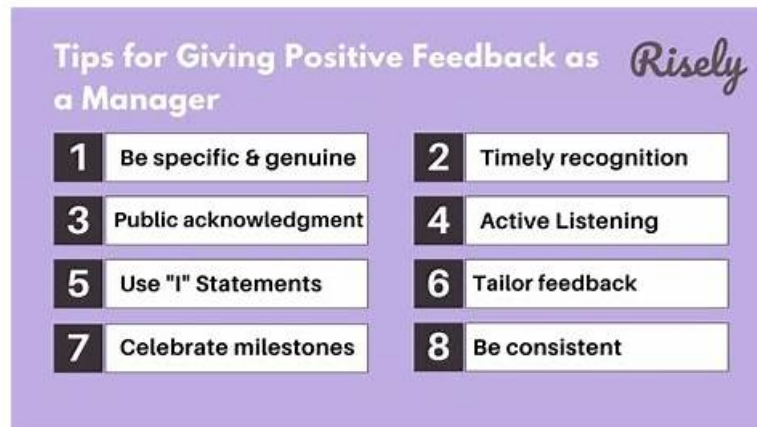 Tips for Giving Positive Feedback as
a Manager
Risely
1 Be specific & genuine
2 Timely recognition
3 Public acknowledgment
4 Active Listening
5 Use "I" Statements
6 Tailor feedback
7 Celebrate milestones
8 Be consistent